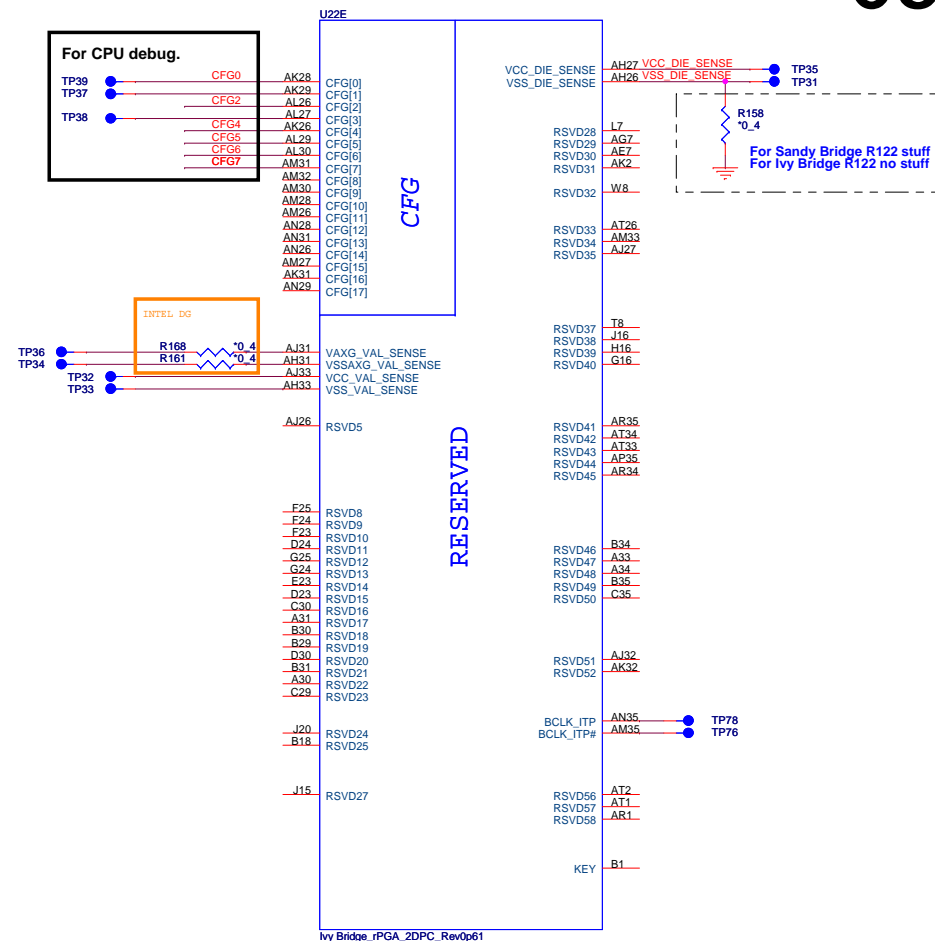 U22E
For CPU debug.
TP39 CFG0 AK28 CFG[0]
TP37 AK29 CFG[1]
CFG2 AL26 CFG[2]
TP38 AL27 CFG[3]
CFG4 AK26 CFG[4]
CFG5 AL29 CFG[5]
CFG6 AL30 CFG[6]
CFG7 AM31 CFG[7]
AM32 CFG[8]
AM30 CFG[9]
AM28 CFG[10]
AM26 CFG[11]
AN28 CFG[12]
AN31 CFG[13]
AN26 CFG[14]
AM27 CFG[15]
AK31 CFG[16]
AN29 CFG[17]
CFG
INTEL DG
TP36 R168 *0_4 AJ31 VAXG_VAL_SENSE
TP34 R161 *0_4 AH31 VSSAXG_VAL_SENSE
TP32 AJ33 VCC_VAL_SENSE
TP33 AH33 VSS_VAL_SENSE
AJ26 RSVD5
RESERVED
F25 RSVD8
F24 RSVD9
F23 RSVD10
D24 RSVD11
G25 RSVD12
G24 RSVD13
E23 RSVD14
D23 RSVD15
C30 RSVD16
A31 RSVD17
B30 RSVD18
B29 RSVD19
D30 RSVD20
B31 RSVD21
A30 RSVD22
C29 RSVD23
J20 RSVD24
B18 RSVD25
J15 RSVD27
VCC_DIE_SENSE AH27 VCC_DIE_SENSE TP35
VSS_DIE_SENSE AH26 VSS_DIE_SENSE TP31
R158
*0_4
For Sandy Bridge R122 stuff
For Ivy Bridge R122 no stuff
RSVD28 L7
RSVD29 AG7
RSVD30 AE7
RSVD31 AK2
RSVD32 W8
RSVD33 AT26
RSVD34 AM33
RSVD35 AJ27
RSVD37 T8
RSVD38 J16
RSVD39 H16
RSVD40 G16
RSVD41 AR35
RSVD42 AT34
RSVD43 AT33
RSVD44 AP35
RSVD45 AR34
RSVD46 B34
RSVD47 A33
RSVD48 A34
RSVD49 B35
RSVD50 C35
RSVD51 AJ32
RSVD52 AK32
BCLK_ITP AN35 TP78
BCLK_ITP# AM35 TP76
RSVD56 AT2
RSVD57 AT1
RSVD58 AR1
KEY B1
Ivy Bridge_rPGA_2DPC_Rev0p61